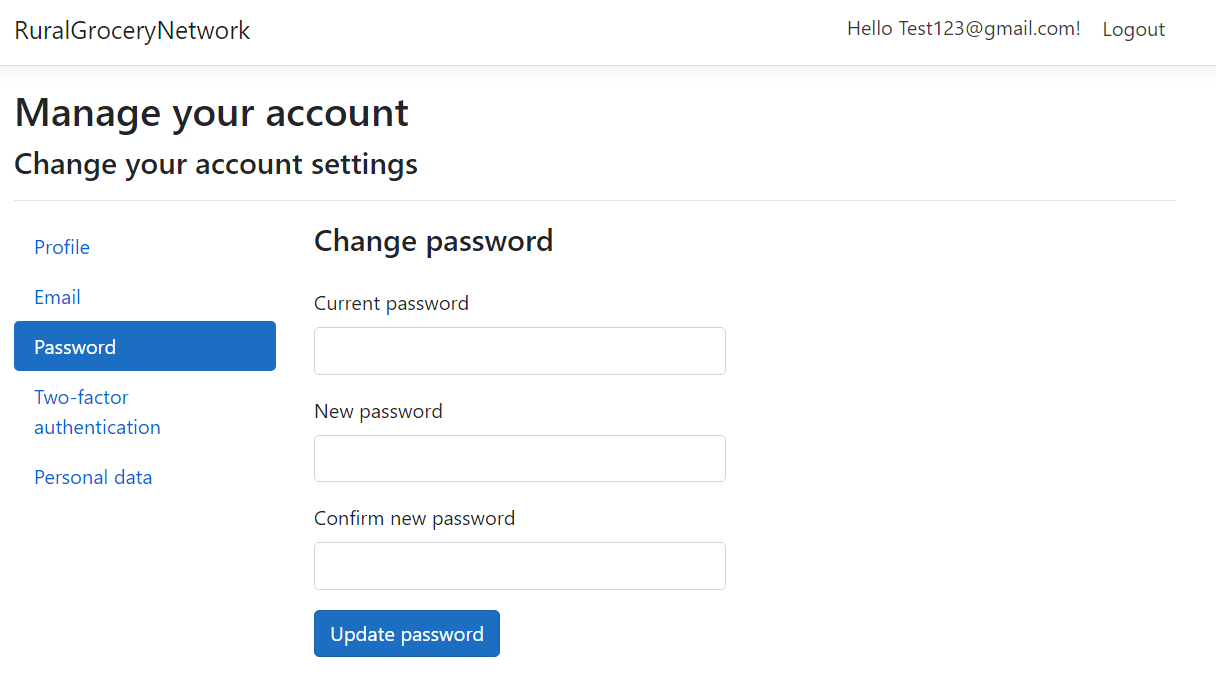 RuralGroceryNetwork
Hello Test123@gmail.com!
Logout
Manage your account
Change your account settings
Profile
Email
Password
Two-factor
authentication
Personal data
Change password
Current password
New password
Confirm new password
Update password